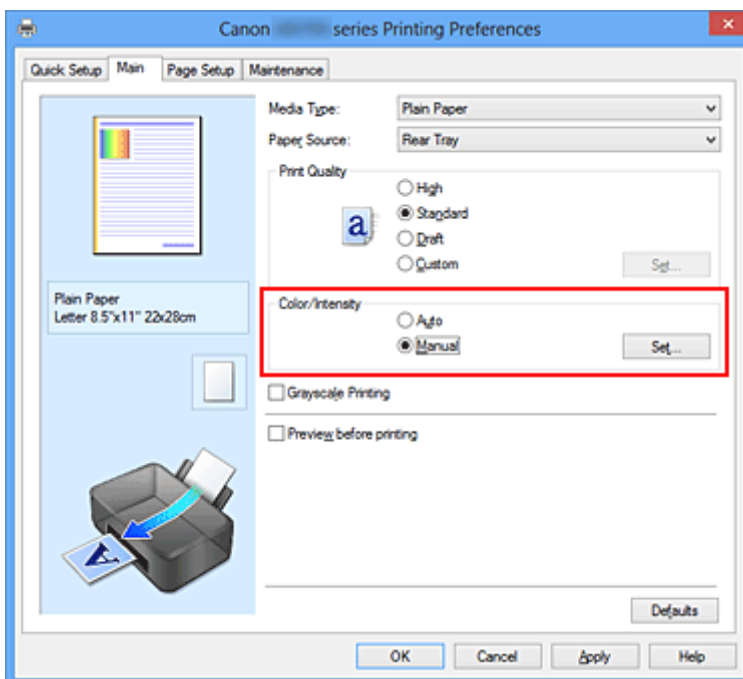 Canon series Printing Preferences
Quick Setup Main Page Setup Maintenance
Media Type: Plain Paper
Paper Source: Rear Tray
Print Quality
High
Standard
Draft
Custom Set...
a
Plain Paper
Letter 8.5"x11" 22x28cm
Color/Intensity
Auto
Manual Set...
Grayscale Printing
Preview before printing
A
Defaults
OK Cancel Apply Help